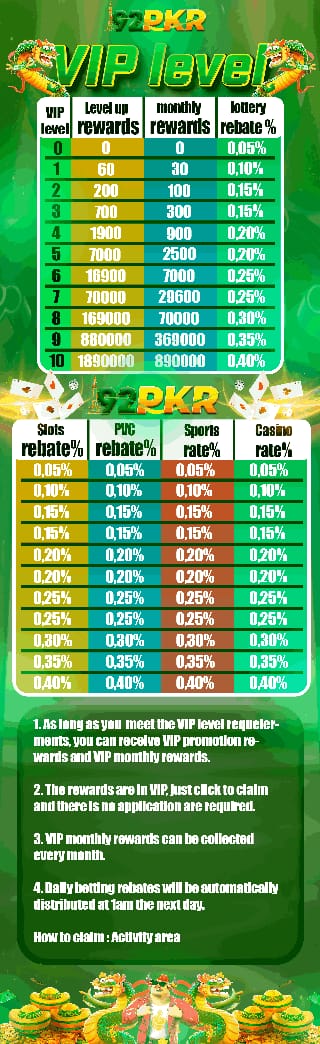 92PKR
VIP level
VIP level Level up rewards monthly rewards lottery rebate %
0 0 0 0,05%
1 60 30 0,10%
2 200 100 0,15%
3 700 300 0,15%
4 1900 900 0,20%
5 7000 2500 0,20%
6 16900 7000 0,25%
7 70000 29600 0,25%
8 169000 70000 0,30%
9 880000 369000 0,35%
10 1890000 890000 0,40%
92PKR
Slots rebate% PVC rebate% Sports rate% Casino rate%
0,05% 0,05% 0,05% 0,05%
0,10% 0,10% 0,10% 0,10%
0,15% 0,15% 0,15% 0,15%
0,15% 0,15% 0,15% 0,15%
0,20% 0,20% 0,20% 0,20%
0,20% 0,20% 0,20% 0,20%
0,25% 0,25% 0,25% 0,25%
0,25% 0,25% 0,25% 0,25%
0,30% 0,30% 0,30% 0,30%
0,35% 0,35% 0,35% 0,35%
0,40% 0,40% 0,40% 0,40%
1. As long as you meet the VIP level requeier-
ments, you can receive VIP promotion re-
wards and VIP monthly rewards.
2. The rewards are in VIP, just click to claim
and there is no application are required.
3. VIP monthly rewards can be collected
every month.
4. Daily betting rebates will be automatically
distributed at 1am the next day.
How to claim : Activity area